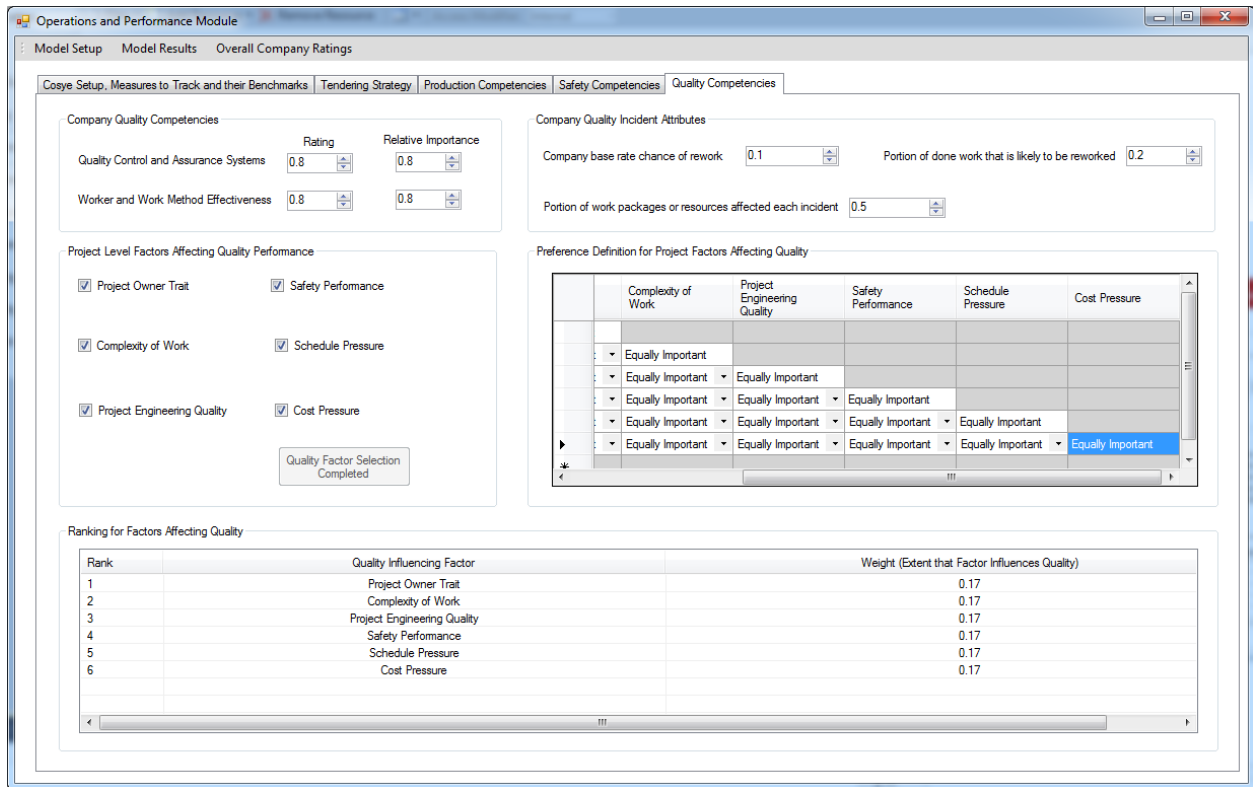 Operations and Performance Module
Model Setup Model Results Overall Company Ratings
Cosye Setup, Measures to Track and their Benchmarks Tendering Strategy Production Competencies Safety Competencies Quality Competencies
Company Quality Competencies
Rating Relative Importance
Quality Control and Assurance Systems 0.8 0.8
Worker and Work Method Effectiveness 0.8 0.8
Company Quality Incident Attributes
Company base rate chance of rework 0.1 Portion of done work that is likely to be reworked 0.2
Portion of work packages or resources affected each incident 0.5
Project Level Factors Affecting Quality Performance
Project Owner Trait Safety Performance
Complexity of Work Schedule Pressure
Project Engineering Quality Cost Pressure
Quality Factor Selection
Completed
Preference Definition for Project Factors Affecting Quality
Complexity of Work Project Engineering Quality Safety Performance Schedule Pressure Cost Pressure
Equally Important
Equally Important Equally Important
Equally Important Equally Important Equally Important
Equally Important Equally Important Equally Important Equally Important
Equally Important Equally Important Equally Important Equally Important Equally Important
Ranking for Factors Affecting Quality
Rank Quality Influencing Factor Weight (Extent that Factor Influences Quality)
1 Project Owner Trait 0.17
2 Complexity of Work 0.17
3 Project Engineering Quality 0.17
4 Safety Performance 0.17
5 Schedule Pressure 0.17
6 Cost Pressure 0.17